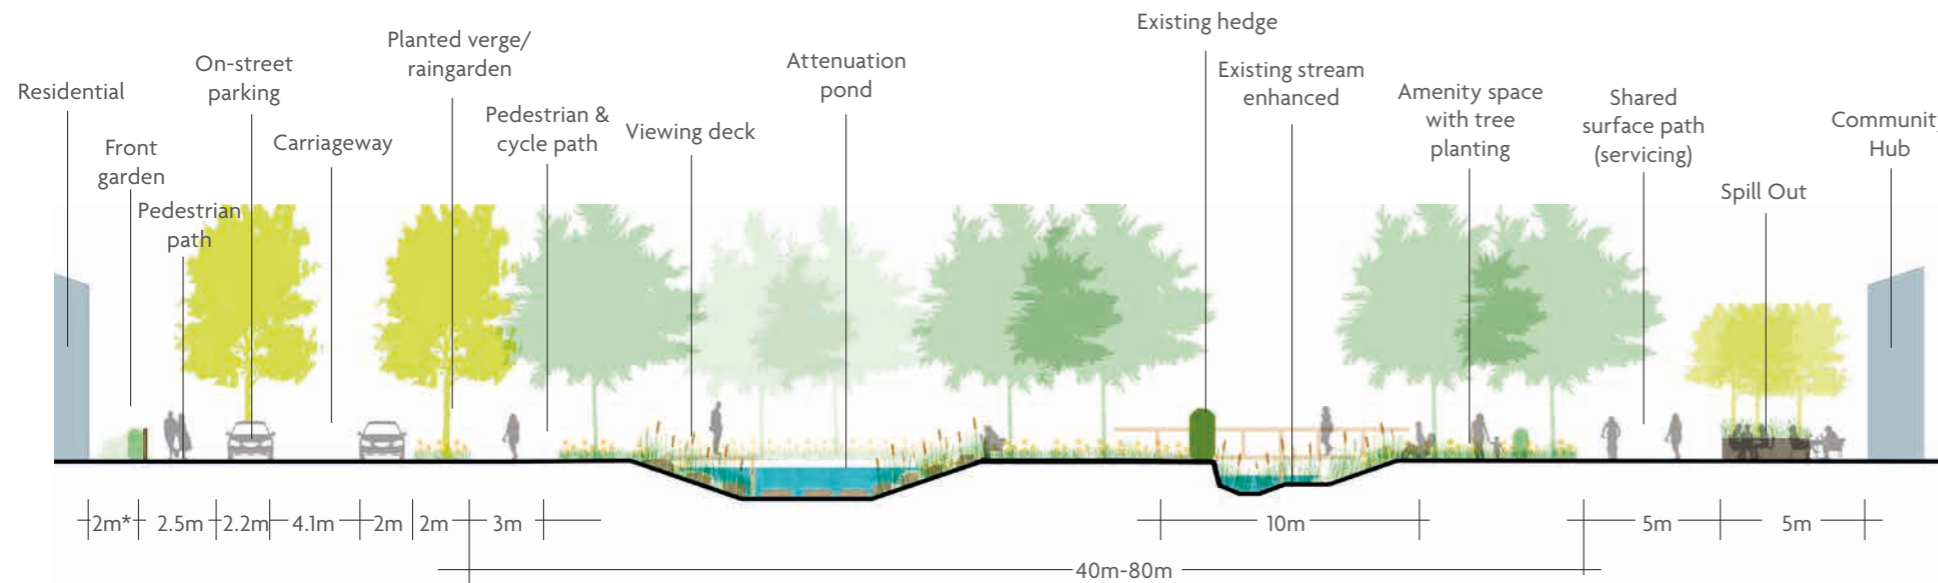 Existing hedge
Planted verge/
raingarden
On-street
parking
Attenuation
pond
Existing stream
enhanced
Residential
Amenity space
with tree
planting
Shared
surface path
(servicing)
Community
Hub
Pedestrian &
cycle path
Viewing deck
Carriageway
Front
garden
Spill Out
Pedestrian
path
2m*
2.5m
2.2m
4.1m
2m
2m
3m
10m
5m
5m
40m-80m